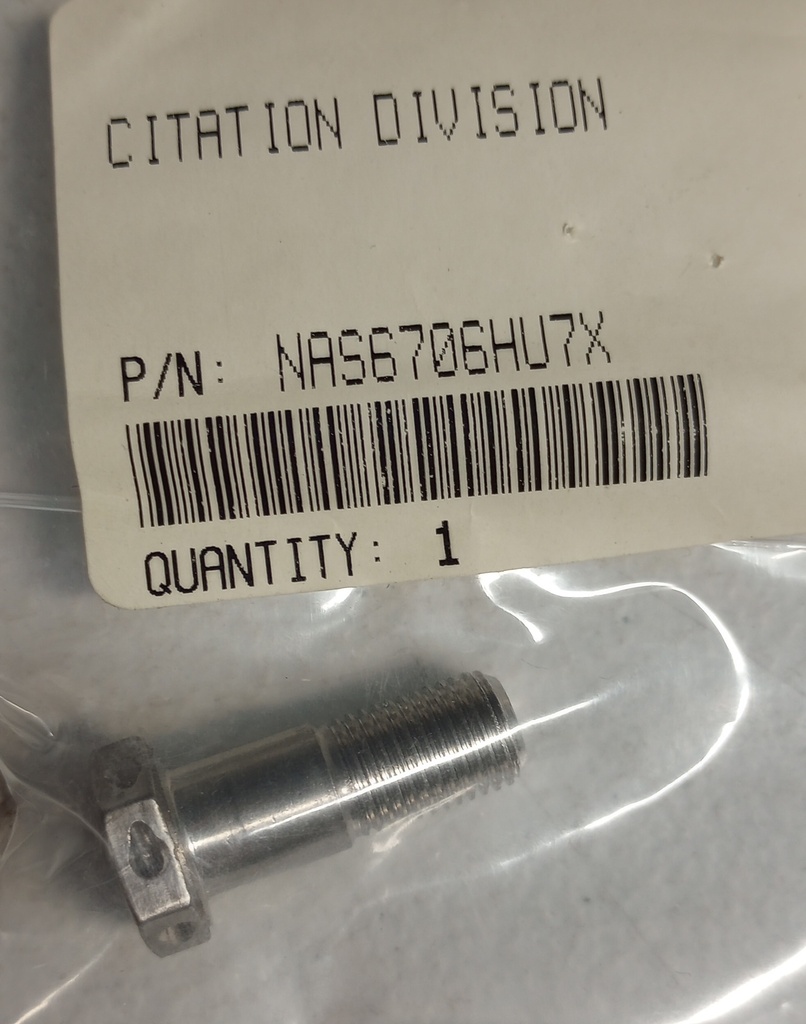 CITATION DIVISION
P/N: NAS6706HU7X
QUANTITY: 1